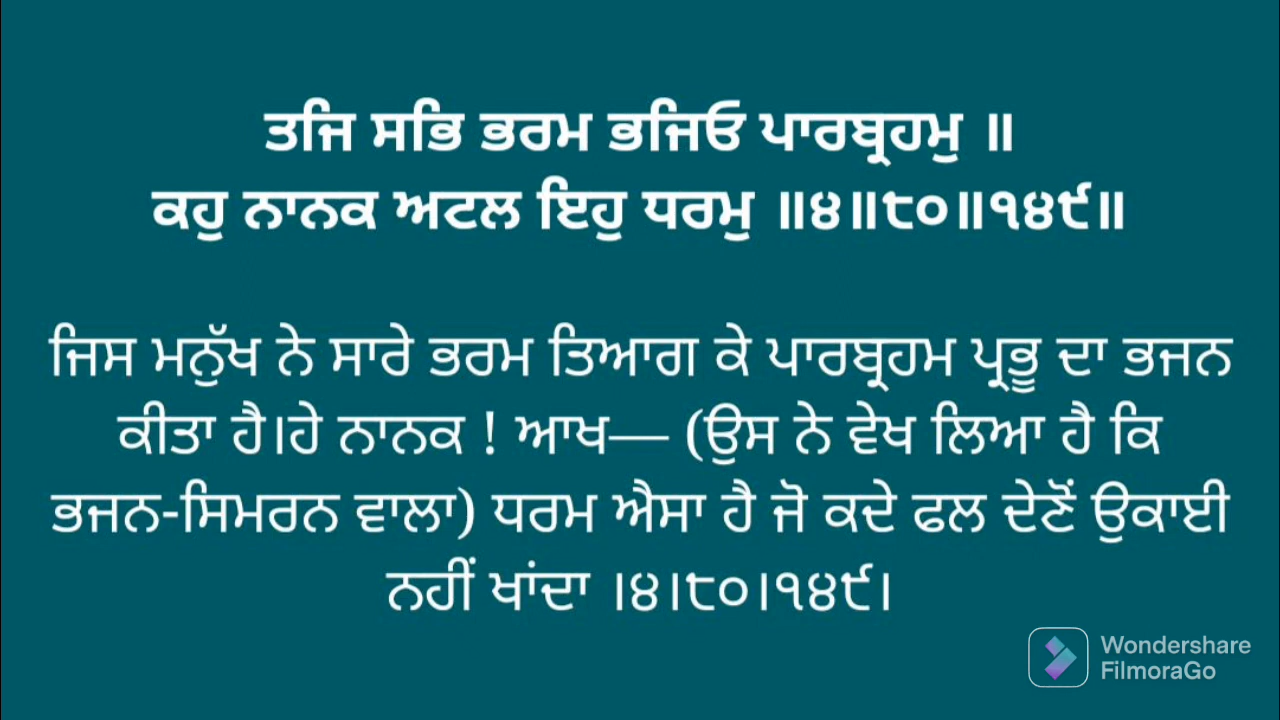 ਤਜਿ ਸਭਿ ਭਰਮ ਭਜਿਓ ਪਾਰਬ੍ਰਹਮੁ ॥
ਕਹੁ ਨਾਨਕ ਅਟਲ ਇਹੁ ਧਰਮੁ ॥੪॥੮੦॥੧੪੯॥
ਜਿਸ ਮਨੁੱਖ ਨੇ ਸਾਰੇ ਭਰਮ ਤਿਆਗ ਕੇ ਪਾਰਬ੍ਰਹਮ ਪ੍ਰਭੂ ਦਾ ਭਜਨ
ਕੀਤਾ ਹੈ।ਹੇ ਨਾਨਕ ! ਆਖ— (ਉਸ ਨੇ ਵੇਖ ਲਿਆ ਹੈ ਕਿ
ਭਜਨ-ਸਿਮਰਨ ਵਾਲਾ) ਧਰਮ ਐਸਾ ਹੈ ਜੋ ਕਦੇ ਫਲ ਦੇਣੋਂ ਉਕਾਈ
ਨਹੀਂ ਖਾਂਦਾ ।੪।੮੦।੧੪੯।
Wondershare
FilmoraGo